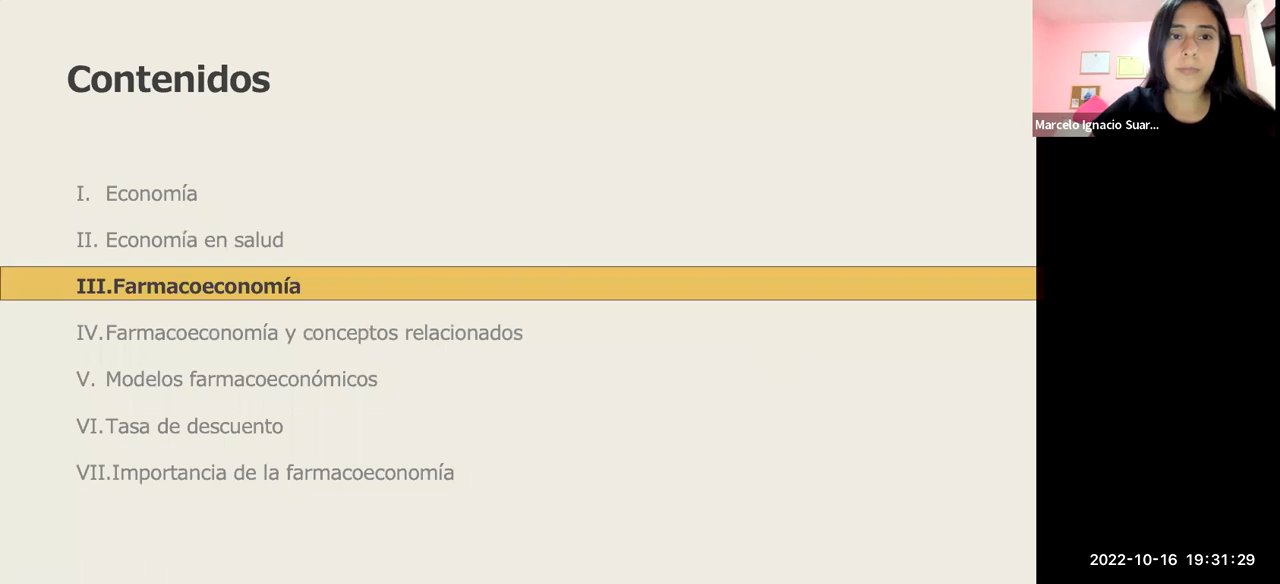 Contenidos
I. Economía
II. Economía en salud
III.Farmacoeconomía
IV.Farmacoeconomía y conceptos relacionados
V. Modelos farmacoeconómicos
VI.Tasa de descuento
VII.Importancia de la farmacoeconomía
Marcelo Ignacio Suar...
2022-10-16 19:31:29